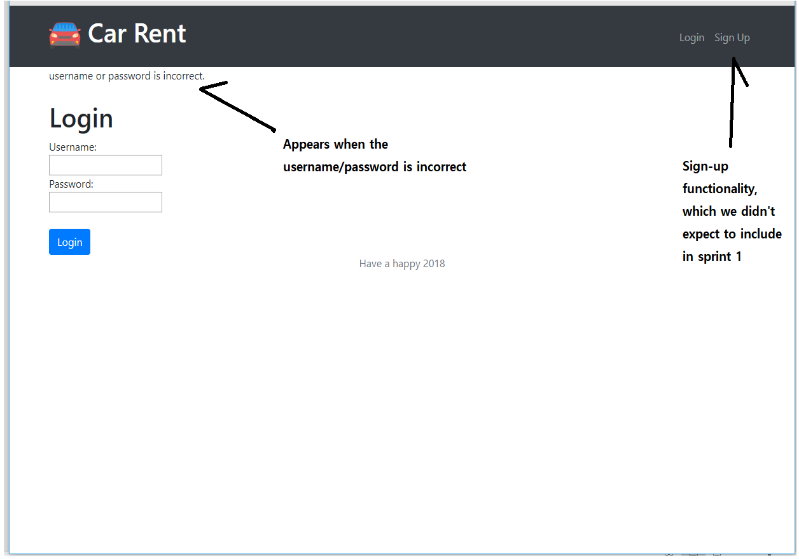 Car Rent
Login Sign Up
username or password is incorrect.
Login
Username:
Password:
Login
Appears when the
username/password is incorrect
Sign-up
functionality,
which we didn't
expect to include
in sprint 1
Have a happy 2018